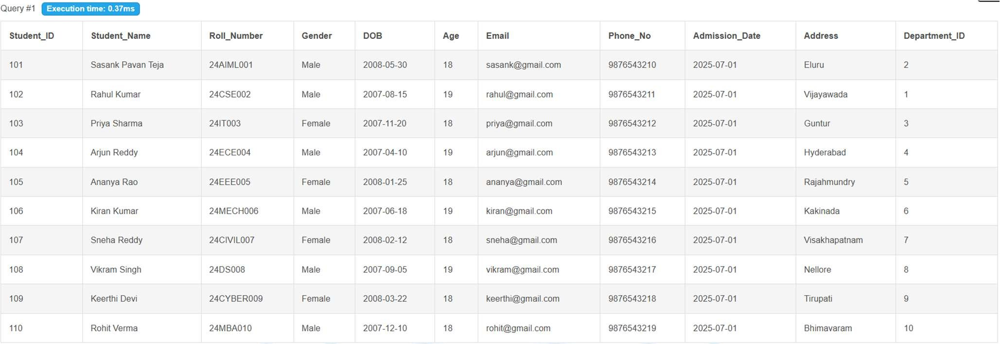 Query #1 Execution time: 0.37ms
Student_ID Student_Name Roll_Number Gender DOB Age Email Phone_No Admission_Date Address Department_ID
101 Sasank Pavan Teja 24AIML001 Male 2008-05-30 18 sasank@gmail.com 9876543210 2025-07-01 Eluru 2
102 Rahul Kumar 24CSE002 Male 2007-08-15 19 rahul@gmail.com 9876543211 2025-07-01 Vijayawada 1
103 Priya Sharma 24IT003 Female 2007-11-20 18 priya@gmail.com 9876543212 2025-07-01 Guntur 3
104 Arjun Reddy 24ECE004 Male 2007-04-10 19 arjun@gmail.com 9876543213 2025-07-01 Hyderabad 4
105 Ananya Rao 24EEE005 Female 2008-01-25 18 ananya@gmail.com 9876543214 2025-07-01 Rajahmundry 5
106 Kiran Kumar 24MECH006 Male 2007-06-18 19 kiran@gmail.com 9876543215 2025-07-01 Kakinada 6
107 Sneha Reddy 24CIVIL007 Female 2008-02-12 18 sneha@gmail.com 9876543216 2025-07-01 Visakhapatnam 7
108 Vikram Singh 24DS008 Male 2007-09-05 19 vikram@gmail.com 9876543217 2025-07-01 Nellore 8
109 Keerthi Devi 24CYBER009 Female 2008-03-22 18 keerthi@gmail.com 9876543218 2025-07-01 Tirupati 9
110 Rohit Verma 24MBA010 Male 2007-12-10 18 rohit@gmail.com 9876543219 2025-07-01 Bhimavaram 10